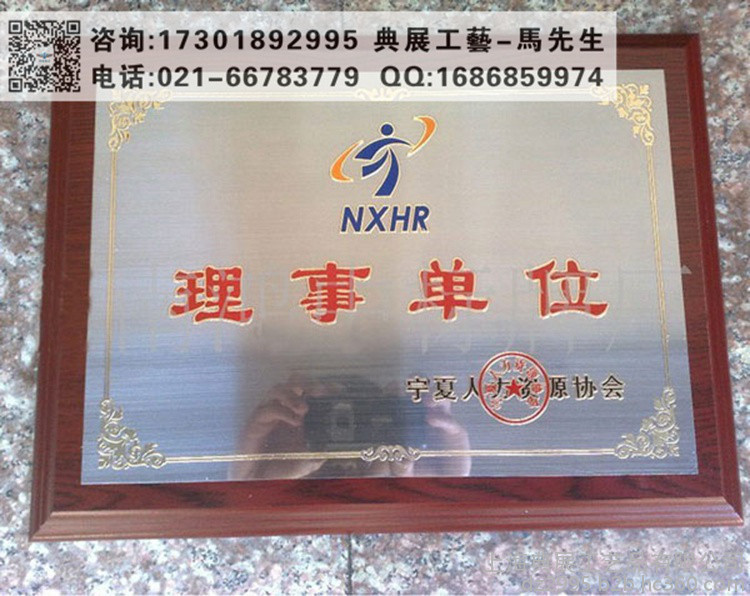 咨询:17301892995 典展工藝-馬先生
电话:021-66783779 QQ:1686859974
NXHR
理事单位
宁夏人力资源协会